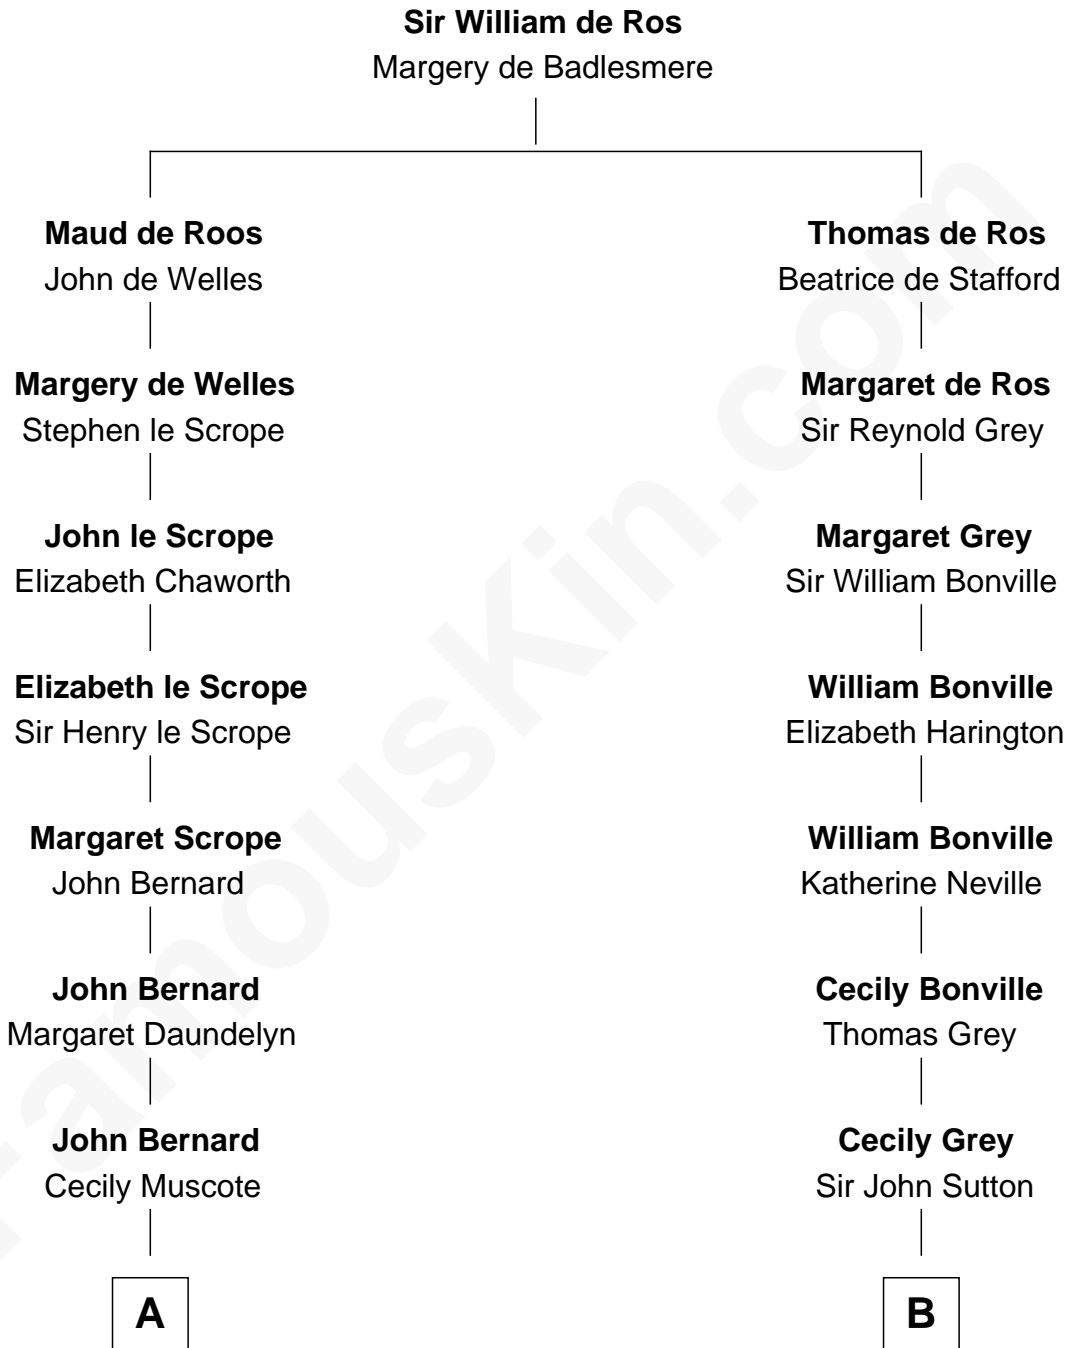 Sir William de Ros
Margery de Badlesmere
Maud de Roos
John de Welles
Margery de Welles
Stephen le Scrope
John le Scrope
Elizabeth Chaworth
Elizabeth le Scrope
Sir Henry le Scrope
Margaret Scrope
John Bernard
John Bernard
Margaret Daundelyn
John Bernard
Cecily Muscote
A
Thomas de Ros
Beatrice de Stafford
Margaret de Ros
Sir Reynold Grey
Margaret Grey
Sir William Bonville
William Bonville
Elizabeth Harington
William Bonville
Katherine Neville
Cecily Bonville
Thomas Grey
Cecily Grey
Sir John Sutton
B
FamousKin.com